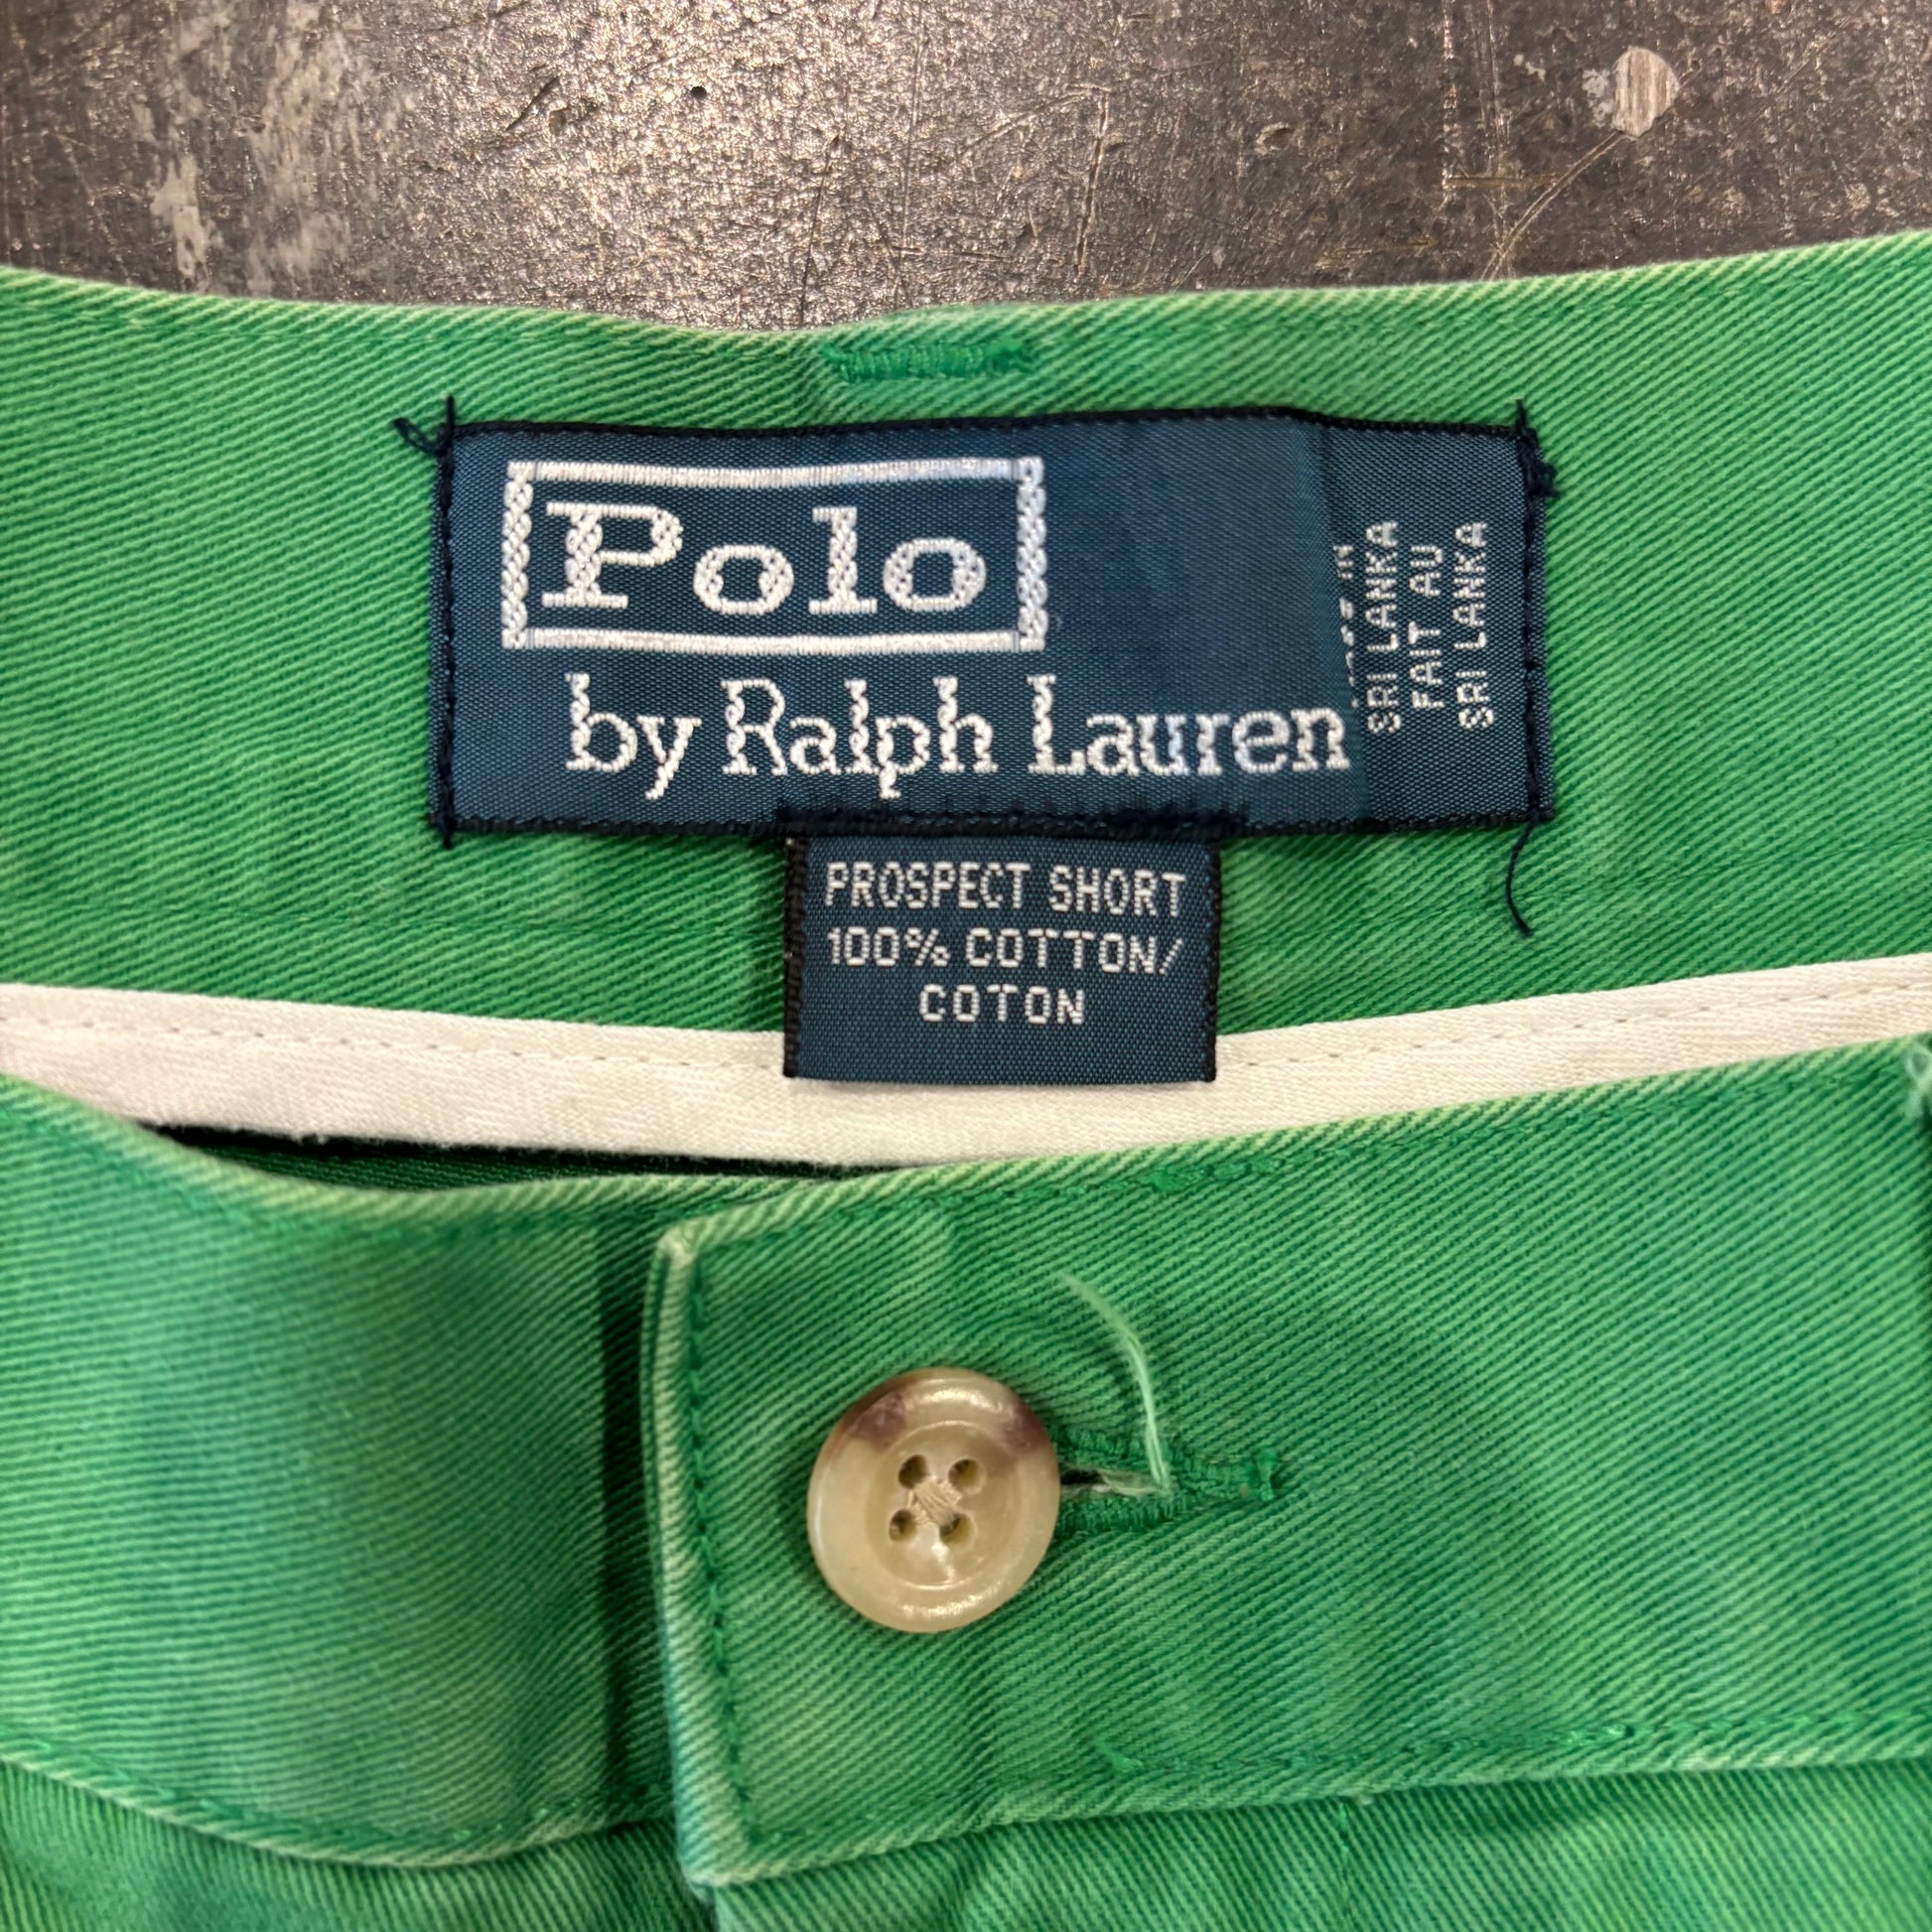 Polo
by Ralph Lauren
SRI LANKA
FAIT AU
SRI LANKA
PROSPECT SHORT
100% COTTON/
COTON